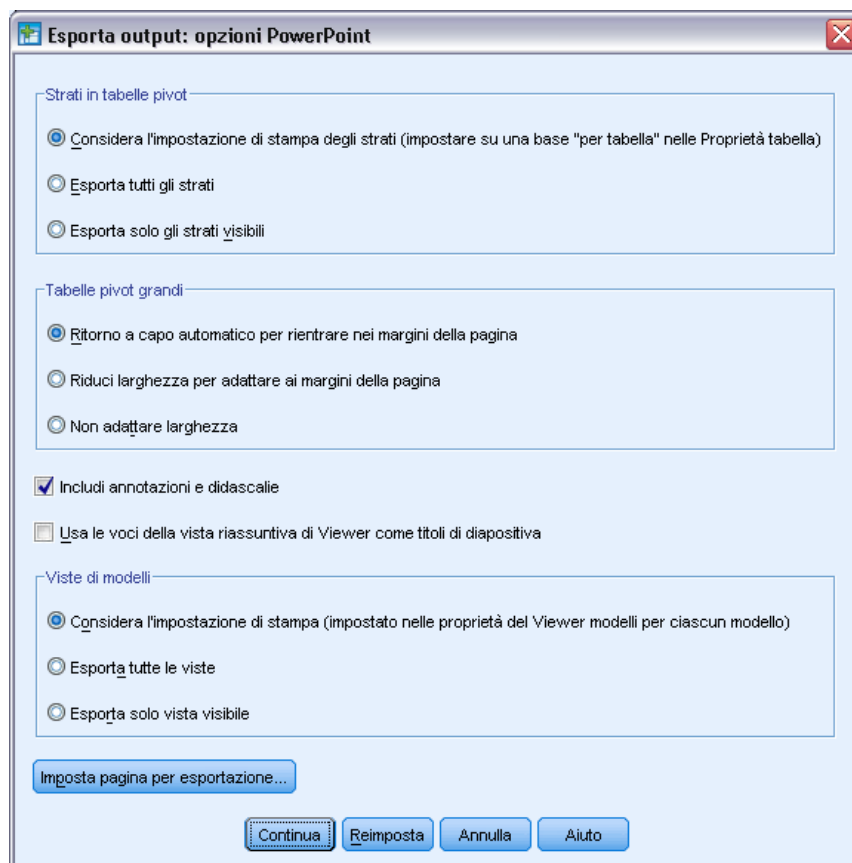 Esporta output: opzioni PowerPoint
Strati in tabelle pivot
Considera l'impostazione di stampa degli strati (impostare su una base "per tabella" nelle Proprietà tabella)
Esporta tutti gli strati
Esporta solo gli strati visibili
Tabelle pivot grandi
Ritorno a capo automatico per rientrare nei margini della pagina
Riduci larghezza per adattare ai margini della pagina
Non adattare larghezza
Includi annotazioni e didascalie
Usa le voci della vista riassuntiva di Viewer come titoli di diapositiva
Viste di modelli
Considera l'impostazione di stampa (impostato nelle proprietà del Viewer modelli per ciascun modello)
Esporta tutte le viste
Esporta solo vista visibile
Imposta pagina per esportazione...
Continua Reimposta Annulla Aiuto